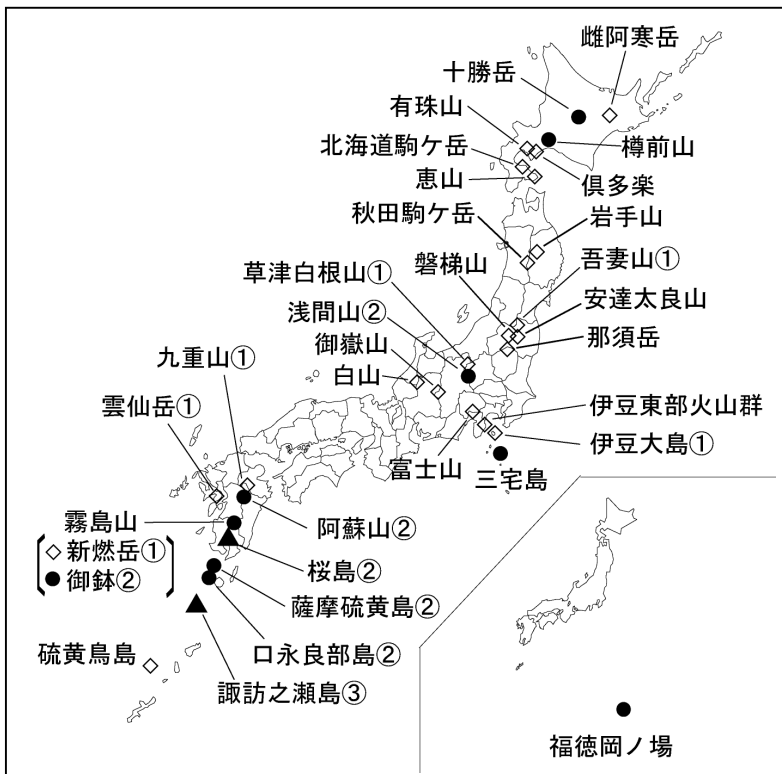 雌阿寒岳
十勝岳
有珠山
北海道駒ケ岳
樽前山
恵山
倶多楽
秋田駒ケ岳
岩手山
磐梯山
吾妻山①
草津白根山①
安達太良山
浅間山②
那須岳
御嶽山
九重山①
白山
雲仙岳①
伊豆東部火山群
伊豆大島①
富士山
三宅島
霧島山
阿蘇山②
新燃岳①
御鉢②
桜島②
薩摩硫黄島②
硫黄鳥島
口永良部島②
諏訪之瀬島③
福徳岡ノ場